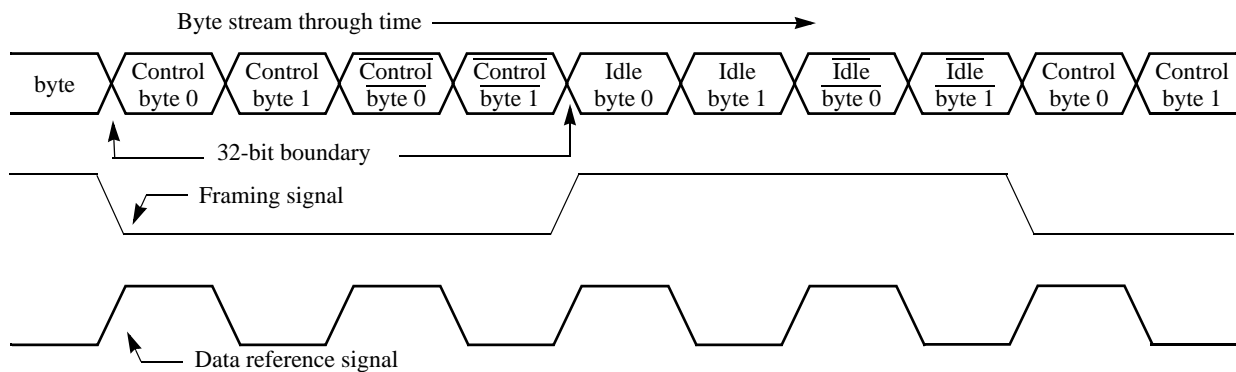 Byte stream through time
byte
Control
byte 0
Control
byte 1
Control
byte 0
Control
byte 1
Idle
byte 0
Idle
byte 1
Idle
byte 0
Idle
byte 1
Control
byte 0
Control
byte 1
32-bit boundary
Framing signal
Data reference signal